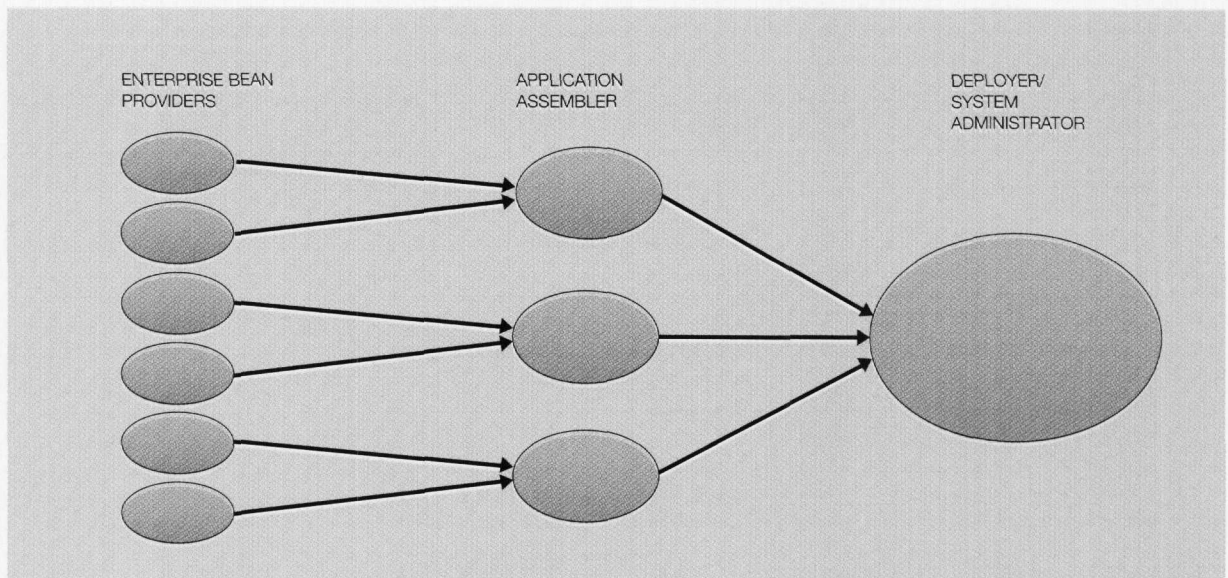 ENTERPRISE BEAN
PROVIDERS
APPLICATION
ASSEMBLER
DEPLOYER/
SYSTEM
ADMINISTRATOR